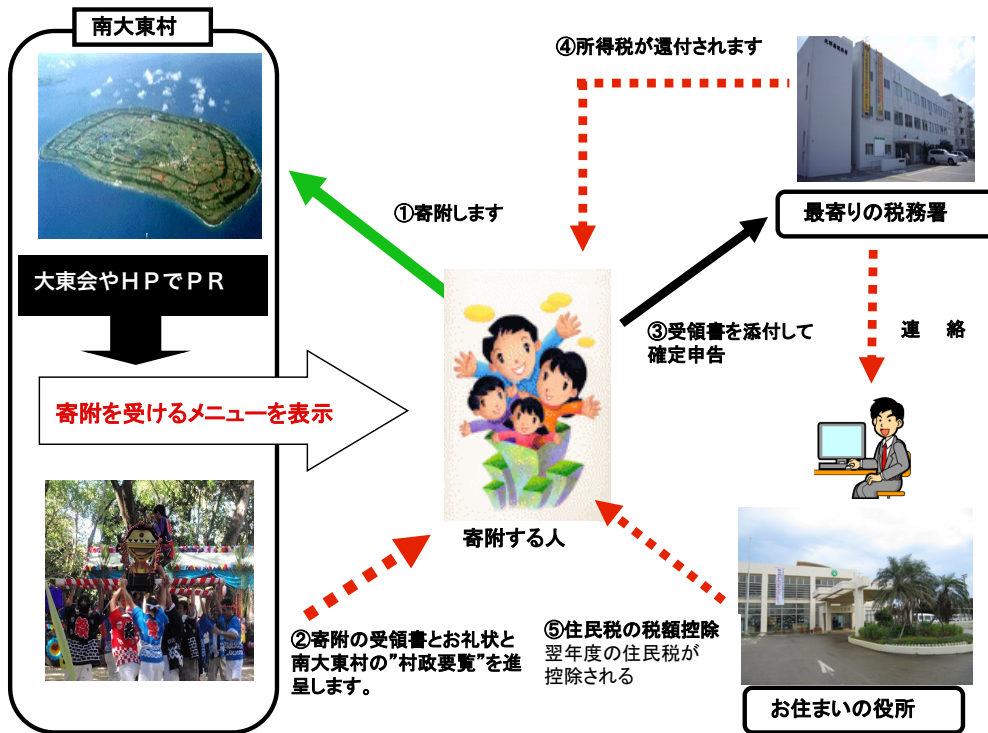 南大東村
大東会やＨＰでＰＲ
寄附を受けるメニューを表示
①寄附します
②寄附の受領書とお礼状と
南大東村の”村政要覧”を進
呈します。
寄附する人
③受領書を添付して
確定申告
④所得税が還付されます
最寄りの税務署
連　絡
⑤住民税の税額控除
翌年度の住民税が
控除される
お住まいの役所